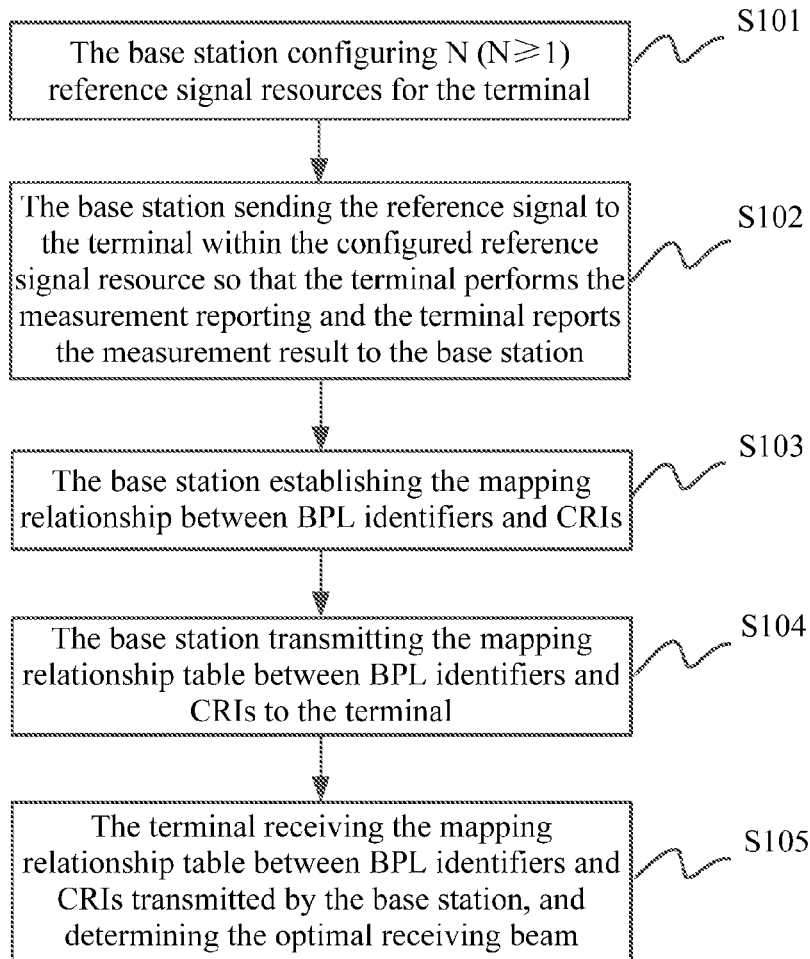 S101
The base station configuring N (N≥1)
reference signal resources for the terminal
S102
The base station sending the reference signal to
the terminal within the configured reference
signal resource so that the terminal performs the
measurement reporting and the terminal reports
the measurement result to the base station
S103
The base station establishing the mapping
relationship between BPL identifiers and CRIs
S104
The base station transmitting the mapping
relationship table between BPL identifiers and
CRIs to the terminal
S105
The terminal receiving the mapping
relationship table between BPL identifiers and
CRIs transmitted by the base station, and
determining the optimal receiving beam